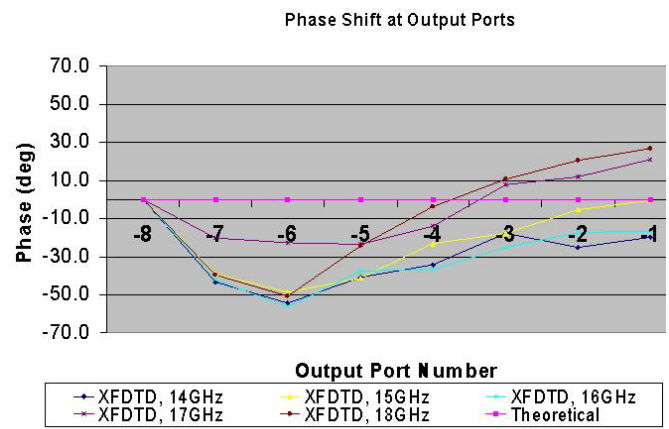 Phase Shift at Output Ports
70.0
50.0
30.0
10.0
-10.0
-30.0
-50.0
-70.0
Phase (deg)
-8 -7 -6 -5 -4 -3 -2 -1
Output Port Number
XFDTD, 14GHz XFDTD, 15GHz XFDTD, 16GHz
XFDTD, 17GHz XFDTD, 18GHz Theoretical